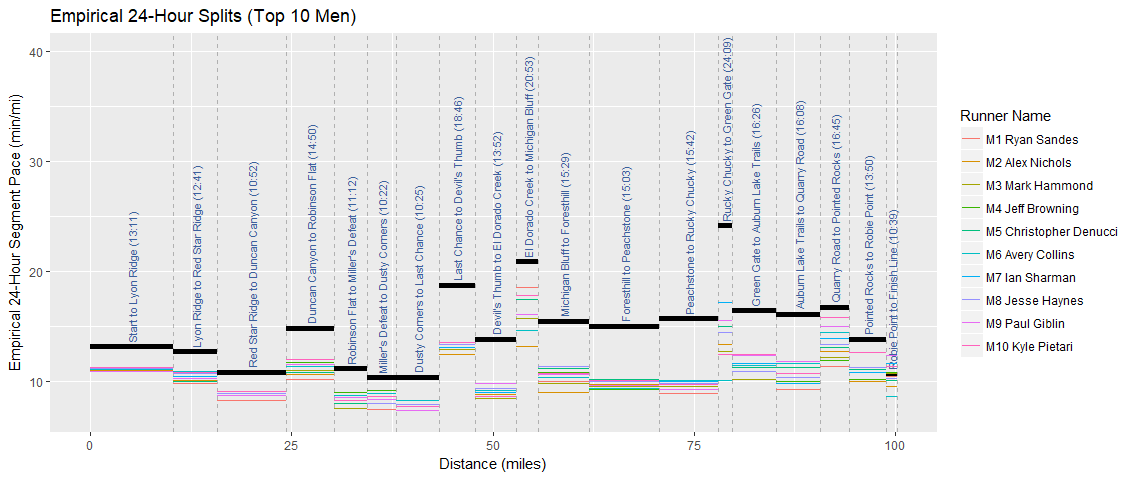 Empirical 24-Hour Splits (Top 10 Men)
Empirical 24-Hour Segment Pace (min/mi)
40
30
20
10
Start to Lyon Ridge (13:11)
Lyon Ridge to Red Star Ridge (12:41)
Red Star Ridge to Duncan Canyon (10:52)
Duncan Canyon to Robinson Flat (14:50)
Robinson Flat to Miller's Defeat (11:12)
Miller's Defeat to Dusty Corners (10:22)
Dusty Corners to Last Chance (10:25)
Last Chance to Devil's Thumb (18:46)
Devil's Thumb to El Dorado Creek (13:52)
El Dorado Creek to Michigan Bluff (20:53)
Michigan Bluff to Foresthill (15:29)
Foresthill to Peachstone (15:03)
Peachstone to Rucky Chucky (15:42)
Rucky Chucky to Green Gate (24:09)
Green Gate to Auburn Lake Trails (16:26)
Auburn Lake Trails to Quarry Road (16:08)
Quarry Road to Pointed Rocks (16:45)
Pointed Rocks to Robie Point (13:50)
Robie Point to Finish Line (10:39)
0
25
50
75
100
Distance (miles)
Runner Name
M1 Ryan Sandes
M2 Alex Nichols
M3 Mark Hammond
M4 Jeff Browning
M5 Christopher Denucci
M6 Avery Collins
M7 Ian Sharman
M8 Jesse Haynes
M9 Paul Giblin
M10 Kyle Pietari